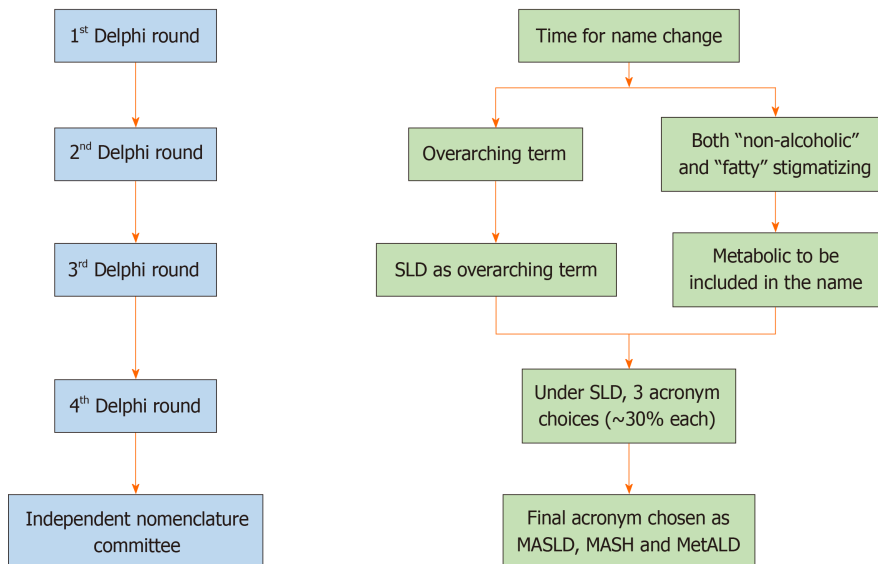 1st Delphi round
Time for name change
2nd Delphi round
Overarching term
Both “non-alcoholic”
and “fatty” stigmatizing
3rd Delphi round
SLD as overarching term
Metabolic to be
included in the name
4th Delphi round
Under SLD, 3 acronym
choices (~30% each)
Independent nomenclature
committee
Final acronym chosen as
MASLD, MASH and MetALD